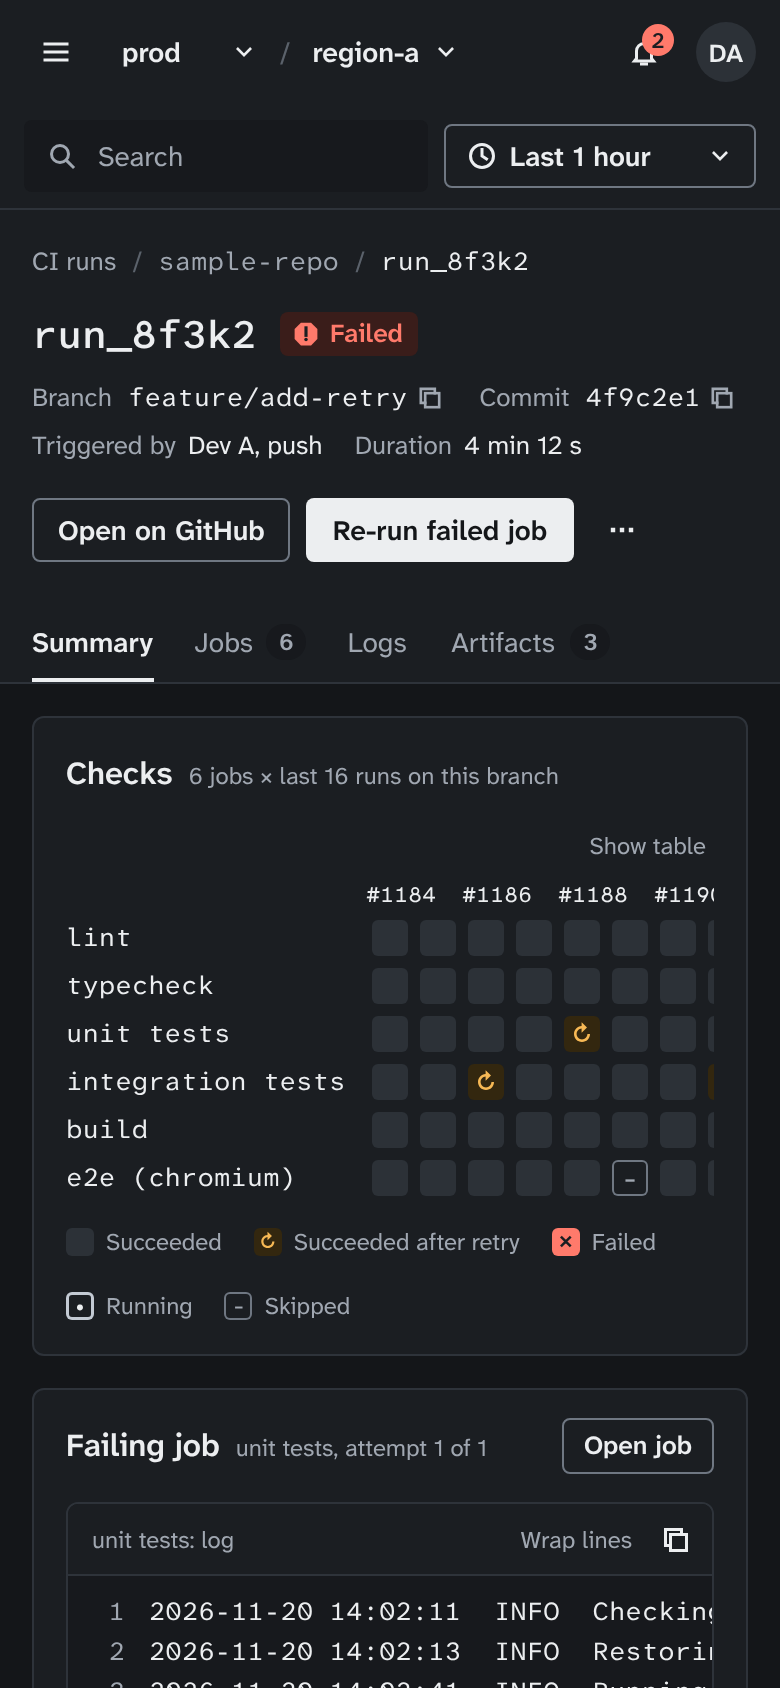 prod / region-a 2 DA
Search Last 1 hour
CI runs / sample-repo / run_8f3k2
run_8f3k2 Failed
Branch feature/add-retry Commit 4f9c2e1
Triggered by Dev A, push Duration 4 min 12 s
Open on GitHub Re-run failed job ...
Summary Jobs 6 Logs Artifacts 3
Checks 6 jobs × last 16 runs on this branch
Show table
#1184 #1186 #1188 #119
lint
typecheck
unit tests
integration tests
build
e2e (chromium)
Succeeded Succeeded after retry Failed
Running Skipped
Failing job unit tests, attempt 1 of 1 Open job
unit tests: log Wrap lines
1 2026-11-20 14:02:11 INFO Checking
2 2026-11-20 14:02:13 INFO Restorin